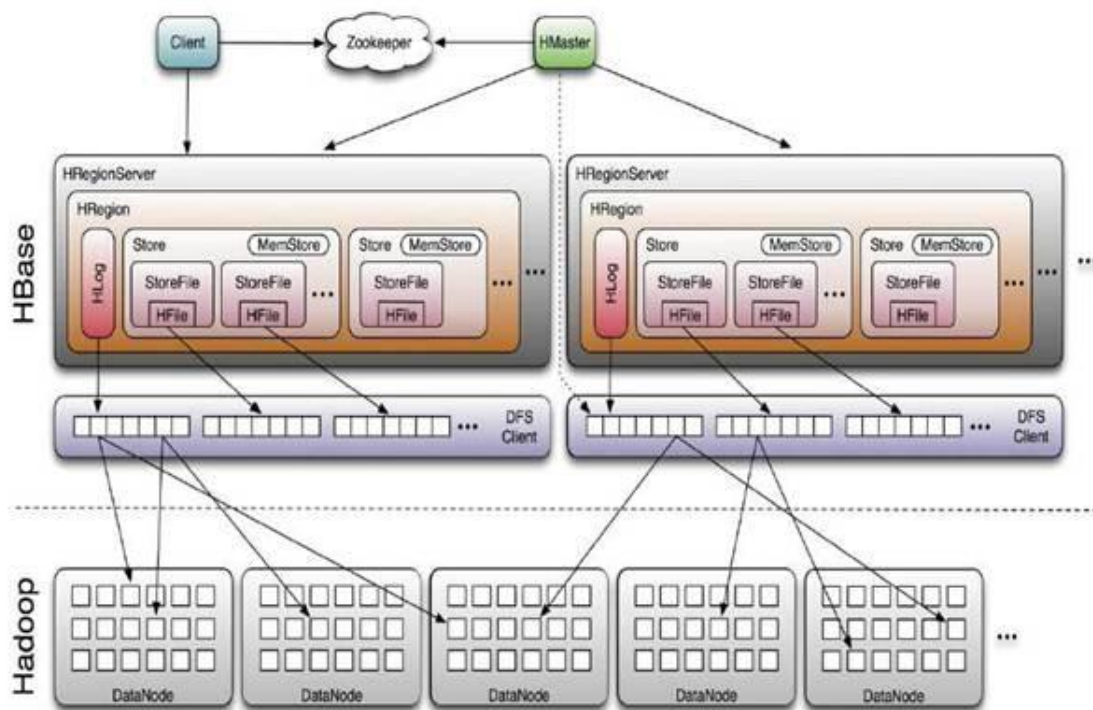 Client
Zookeeper
HMaster
HBase
HRegionServer
HRegion
HLog
Store
MemStore
StoreFile
HFile
StoreFile
HFile
...
Store
MemStore
StoreFile
HFile
...
...
HRegionServer
HRegion
HLog
Store
MemStore
StoreFile
HFile
StoreFile
HFile
...
Store
MemStore
StoreFile
HFile
...
...
...
...
DFS
Client
...
DFS
Client
Hadoop
DataNode
DataNode
DataNode
DataNode
DataNode
...